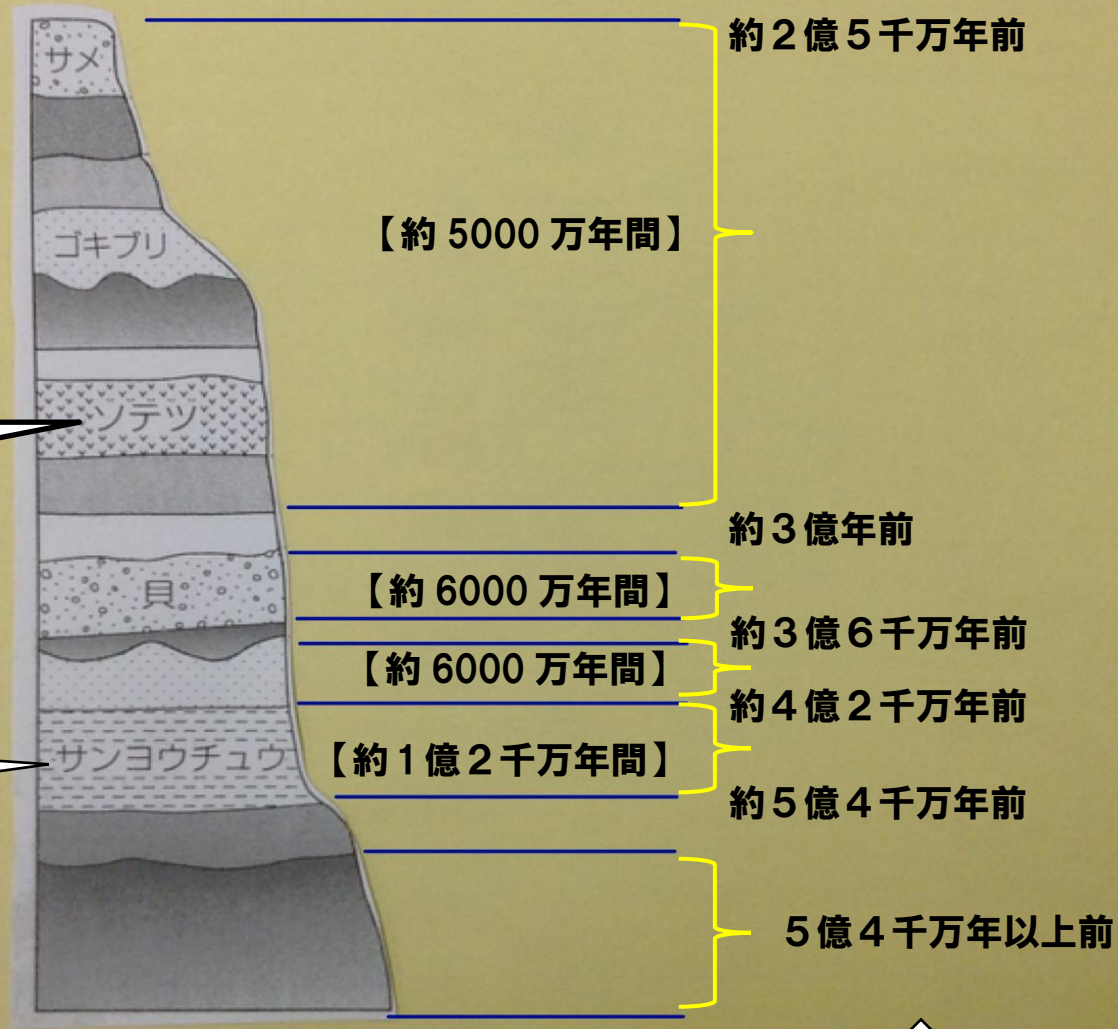 サメ
約２億５千万年前
ゴキブリ
【約 5000 万年間】
ソテツ
約３億年前
貝
【約 6000 万年間】
約３億６千万年前
【約 6000 万年間】
約４億２千万年前
サンヨウチュウ
【約１億２千万年間】
約５億４千万年前
５億４千万年以上前